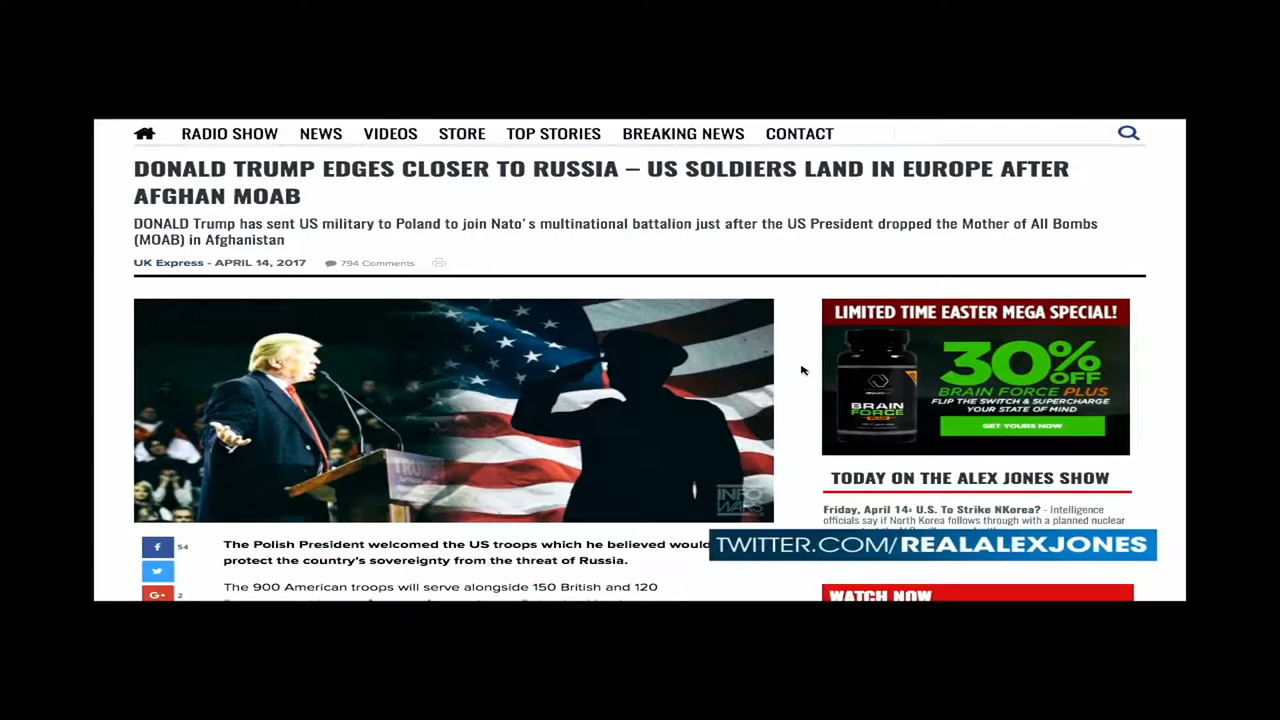 RADIO SHOW NEWS VIDEOS STORE TOP STORIES BREAKING NEWS CONTACT
DONALD TRUMP EDGES CLOSER TO RUSSIA – US SOLDIERS LAND IN EUROPE AFTER
AFGHAN MOAB
DONALD Trump has sent US military to Poland to join Nato's multinational battalion just after the US President dropped the Mother of All Bombs
(MOAB) in Afghanistan
UK Express - APRIL 14, 2017 794 Comments
TRUMP
INFO
WARS
LIMITED TIME EASTER MEGA SPECIAL!
30%
OFF
BRAIN FORCE PLUS
FLIP THE SWITCH & SUPERCHARGE
YOUR STATE OF MIND
GET YOURS NOW
BRAIN
FORCE
PLUS
TODAY ON THE ALEX JONES SHOW
Friday, April 14: U.S. To Strike NKorea? - Intelligence
officials say if North Korea follows through with a planned nuclear
TWITTER.COM/REALALEXJONES
f 54
The Polish President welcomed the US troops which he believed would
protect the country's sovereignty from the threat of Russia.
The 900 American troops will serve alongside 150 British and 120
G+ 2
WATCH NOW